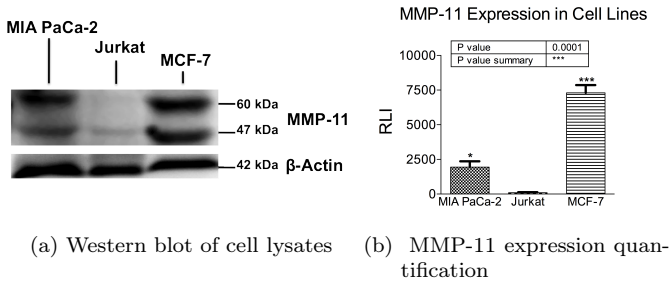 MIA PaCa-2
Jurkat
MCF-7
60 kDa
MMP-11
47 kDa
42 kDa
β-Actin
(a) Western blot of cell lysates
MMP-11 Expression in Cell Lines
P value 0.0001
P value summary ***
RLI
10000
7500
5000
2500
0
*
***
MIA PaCa-2 Jurkat MCF-7
(b) MMP-11 expression quan-
tification